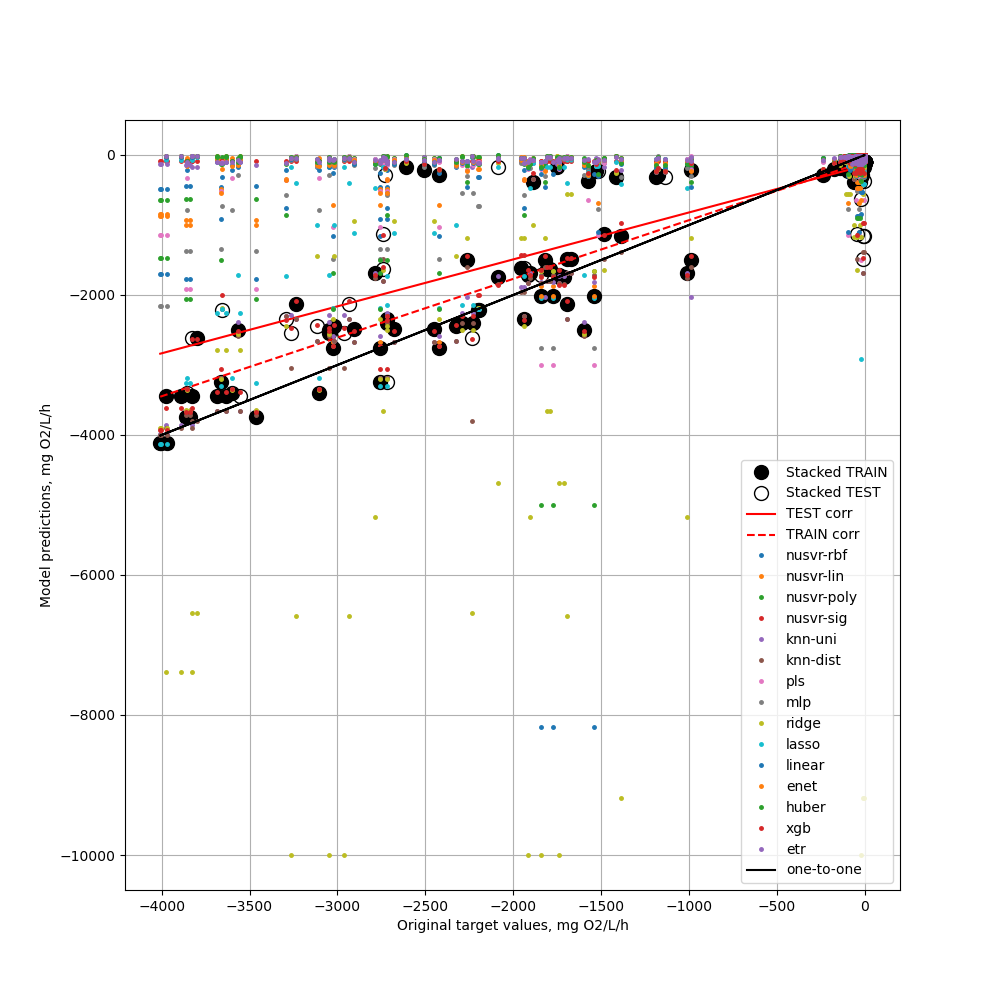 0
−2000
−4000
−6000
−8000
−10000
Model predictions, mg O2/L/h
−4000 −3500 −3000 −2500 −2000 −1500 −1000 −500 0
Original target values, mg O2/L/h
Stacked TRAIN
Stacked TEST
TEST corr
TRAIN corr
nusvr-rbf
nusvr-lin
nusvr-poly
nusvr-sig
knn-uni
knn-dist
pls
mlp
ridge
lasso
linear
enet
huber
xgb
etr
one-to-one